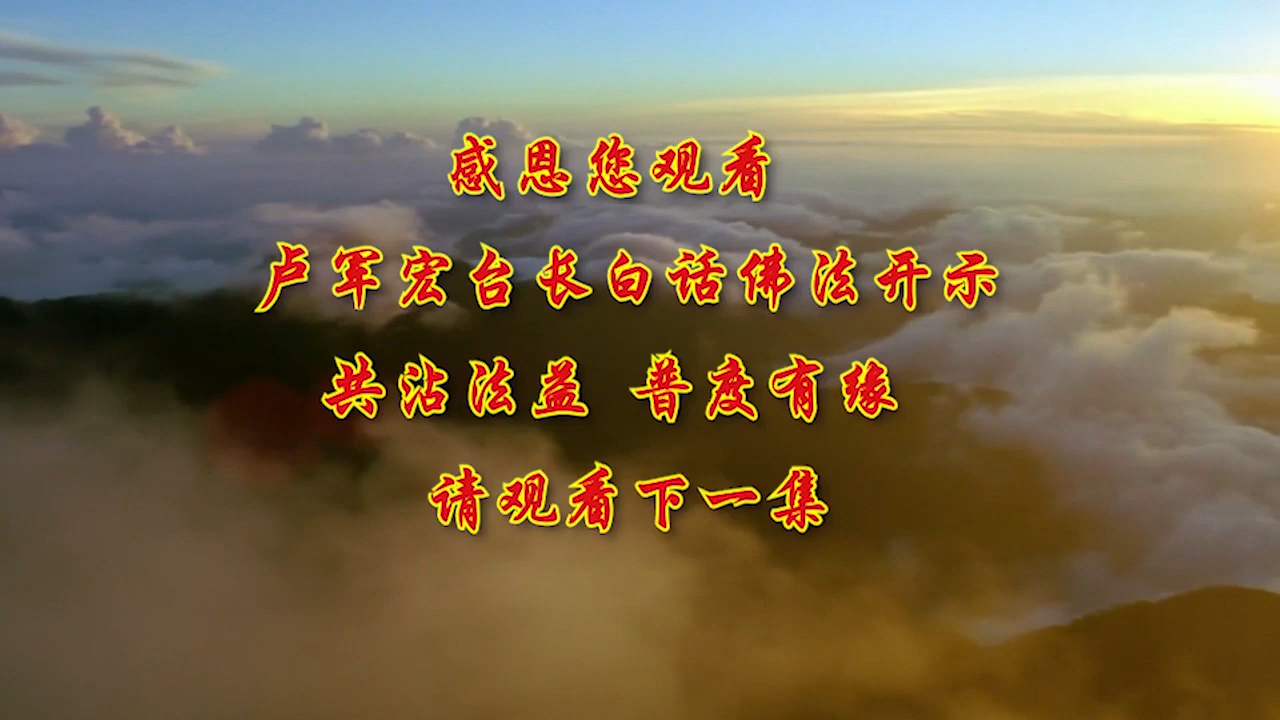 感恩您观看
卢军宏台长白话佛法开示
共沾法益 普度有缘
请观看下一集